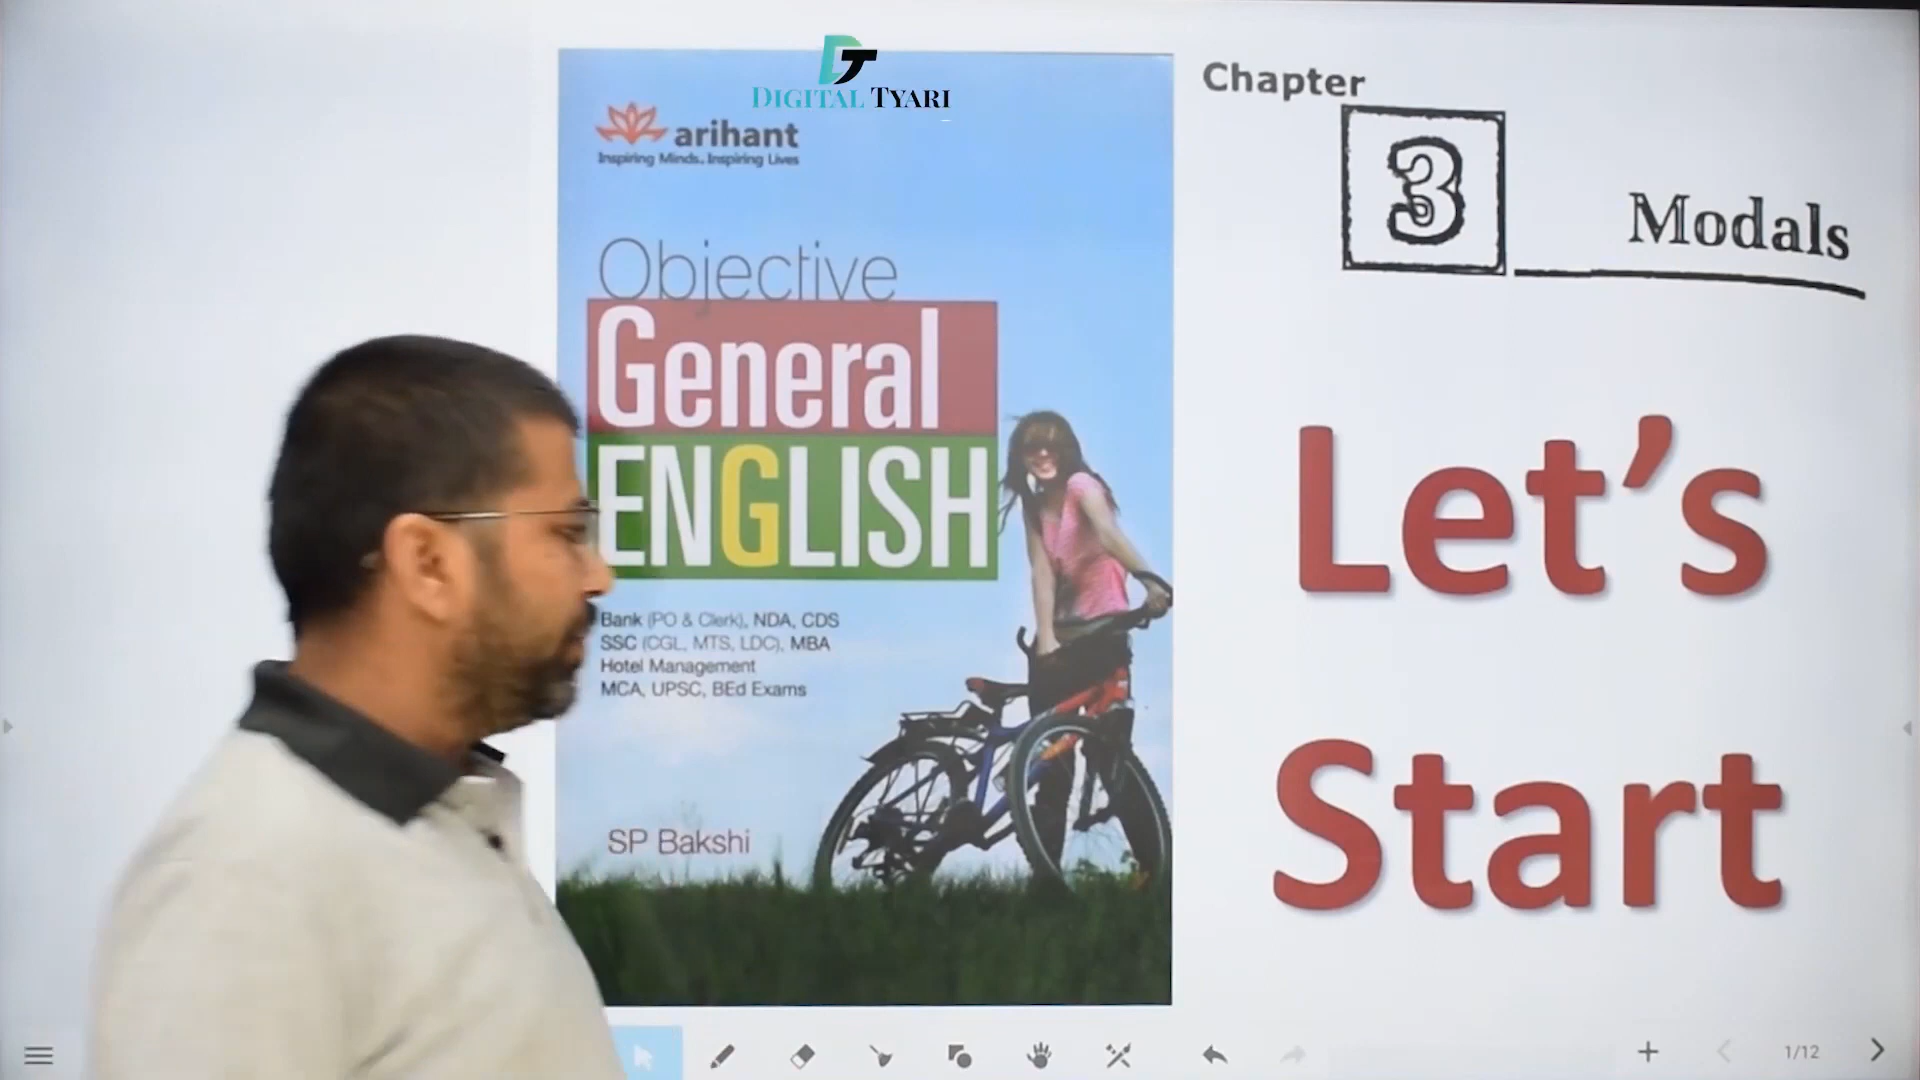 DIGITAL TYARI
arihant
Inspiring Minds, Inspiring Lives
Objective
General
ENGLISH
Bank (PO & Clerk), NDA, CDS
SSC (CGL, MTS, LDC), MBA
Hotel Management
MCA, UPSC, BEd Exams
SP Bakshi
Chapter
3
Modals
Let's
Start
1/12